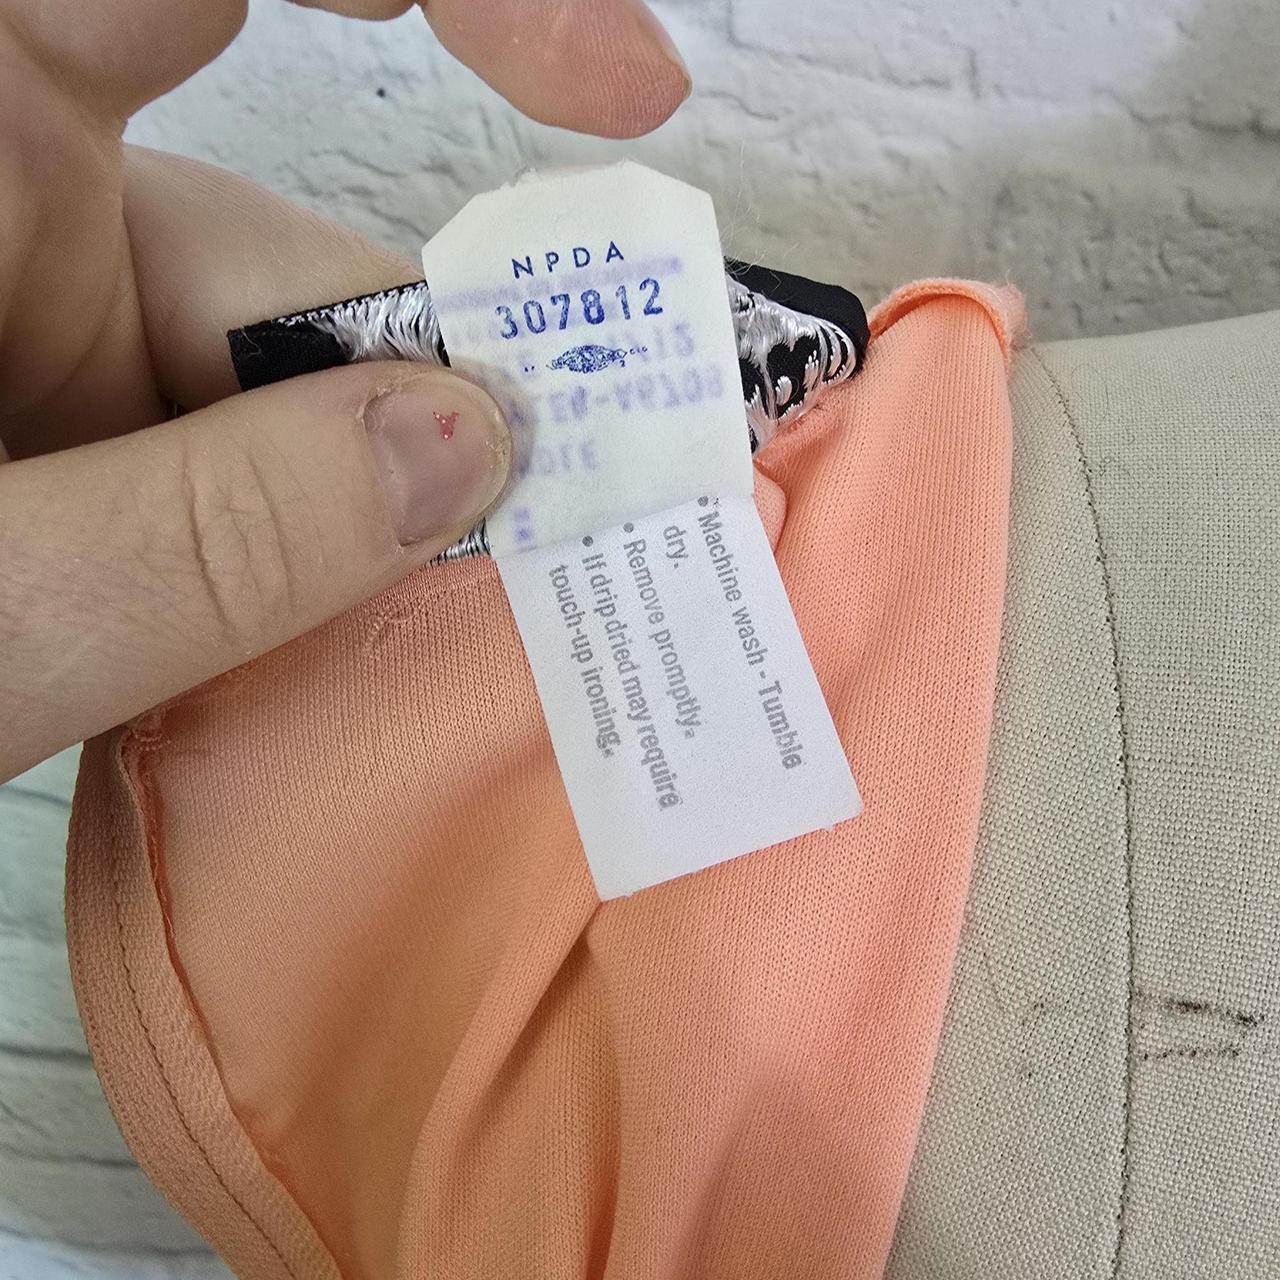 NPDA
307812
• Machine wash - Tumble
dry.
• Remove promptly.
• If drip dried may require
touch-up ironing.